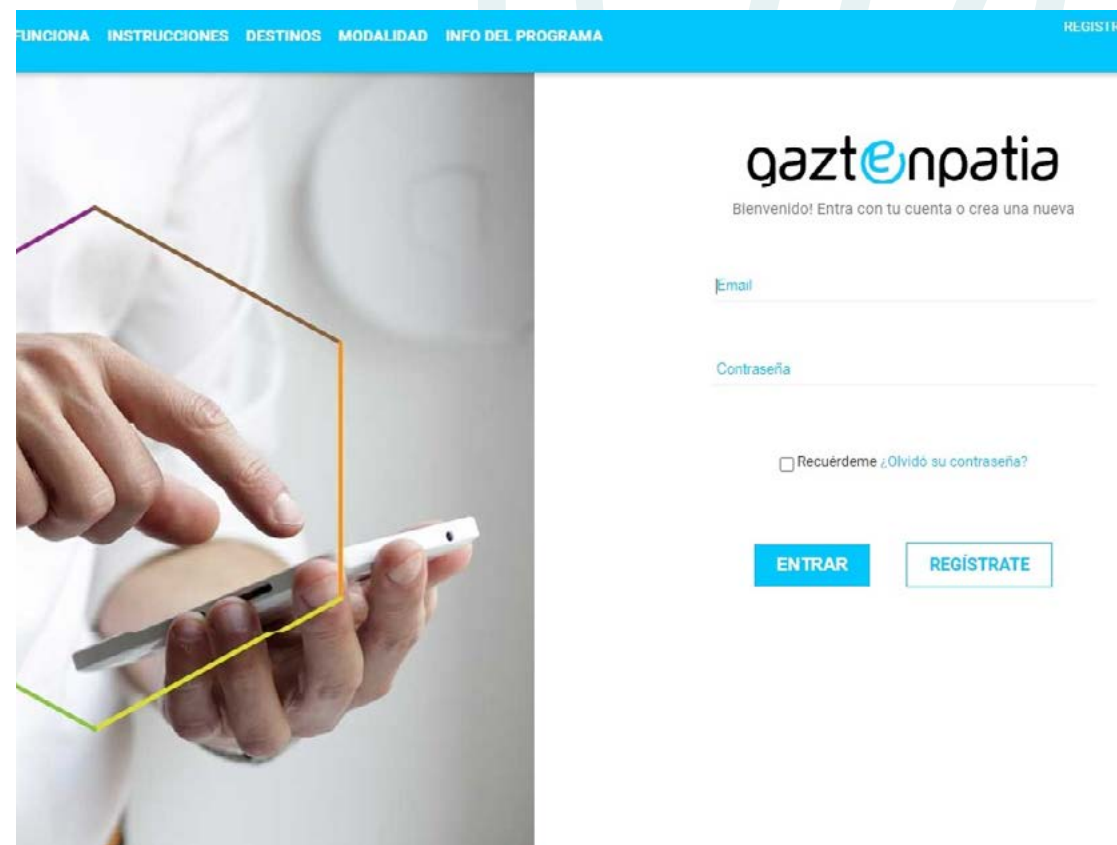 FUNCIONA INSTRUCCIONES DESTINOS MODALIDAD INFO DEL PROGRAMA
gaztenpatia
Bienvenido! Entra con tu cuenta o crea una nueva
Email
Contraseña
Recuérdeme ¿Olvidó su contraseña?
ENTRAR REGÍSTRATE